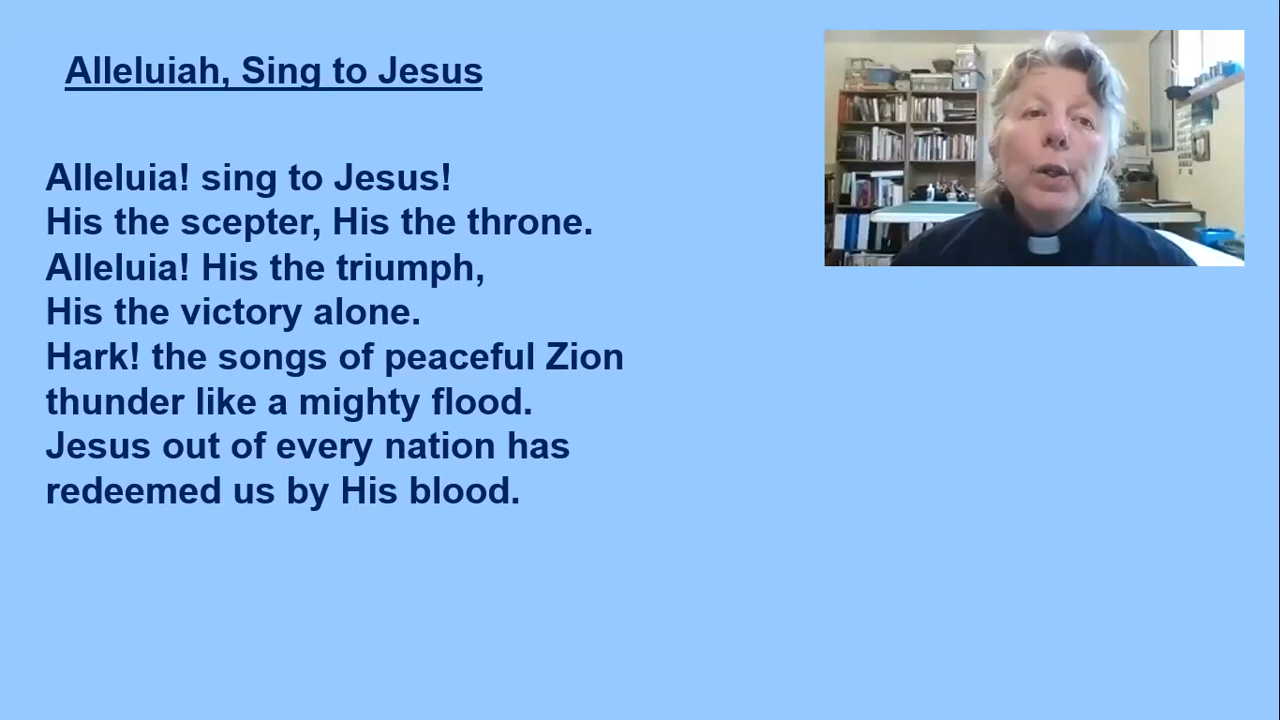 Alleluiah, Sing to Jesus
Alleluia! sing to Jesus!
His the scepter, His the throne.
Alleluia! His the triumph,
His the victory alone.
Hark! the songs of peaceful Zion
thunder like a mighty flood.
Jesus out of every nation has
redeemed us by His blood.